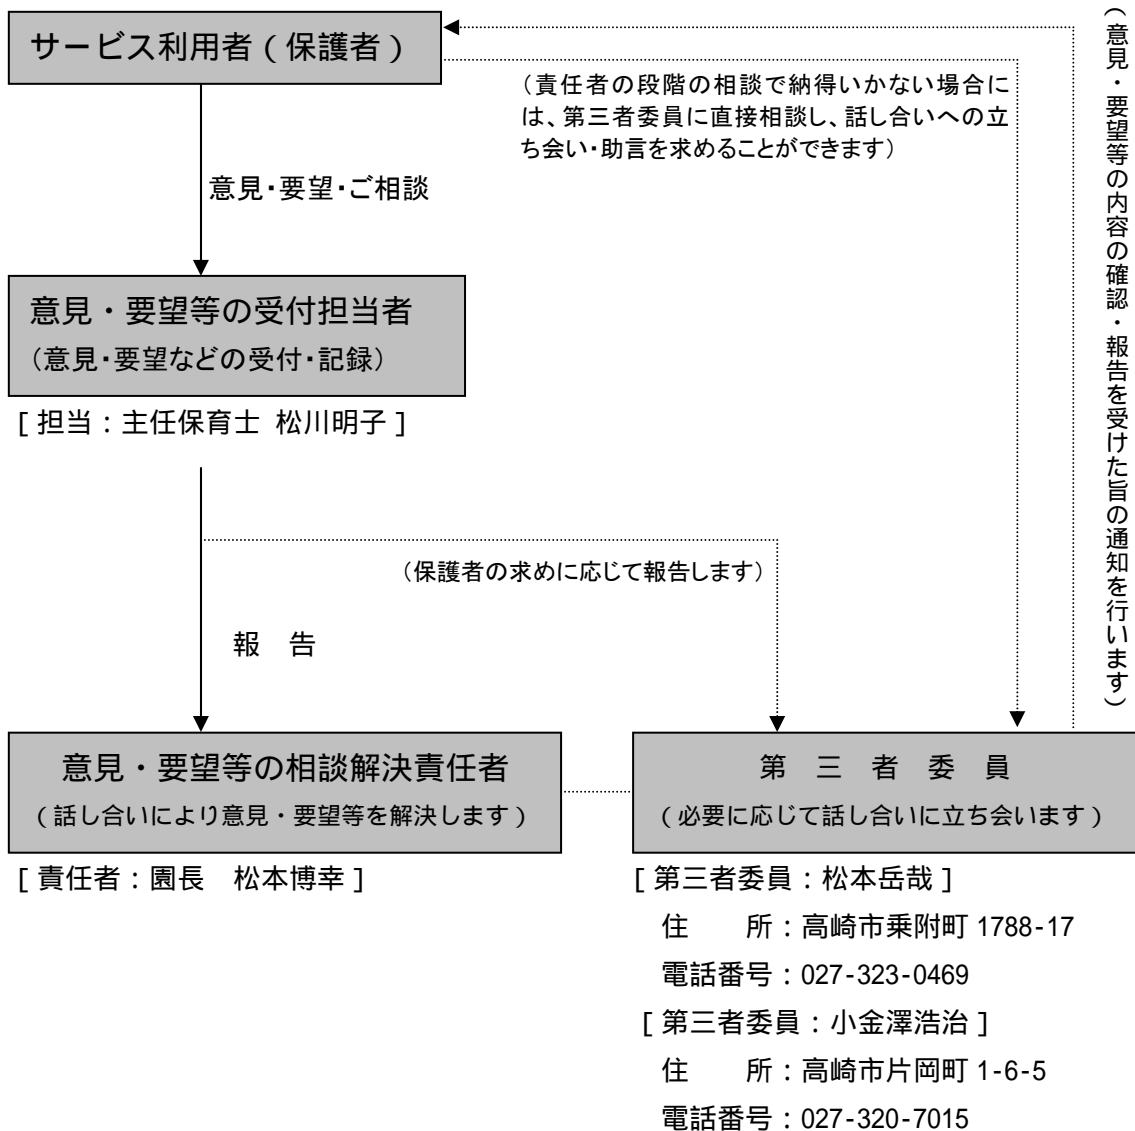 サービス利用者(保護者)
(責任者の段階の相談で納得いかない場合に
は、第三者委員に直接相談し、話し合いへの立
ち会い・助言を求めることができます)
(意見・要望等の内容の確認・報告を受けた旨の通知を行います)
意見・要望・ご相談
意見・要望等の受付担当者
(意見・要望などの受付・記録)
[ 担当:主任保育士 松川明子 ]
(保護者の求めに応じて報告します)
報 告
意見・要望等の相談解決責任者
(話し合いにより意見・要望等を解決します)
[ 責任者:園長 松本博幸 ]
第 三 者 委 員
(必要に応じて話し合いに立ち会います)
[ 第三者委員:松本岳哉 ]
住 所:高崎市乗附町 1788-17
電話番号:027-323-0469
[ 第三者委員:小金澤浩治 ]
住 所:高崎市片岡町 1-6-5
電話番号:027-320-7015